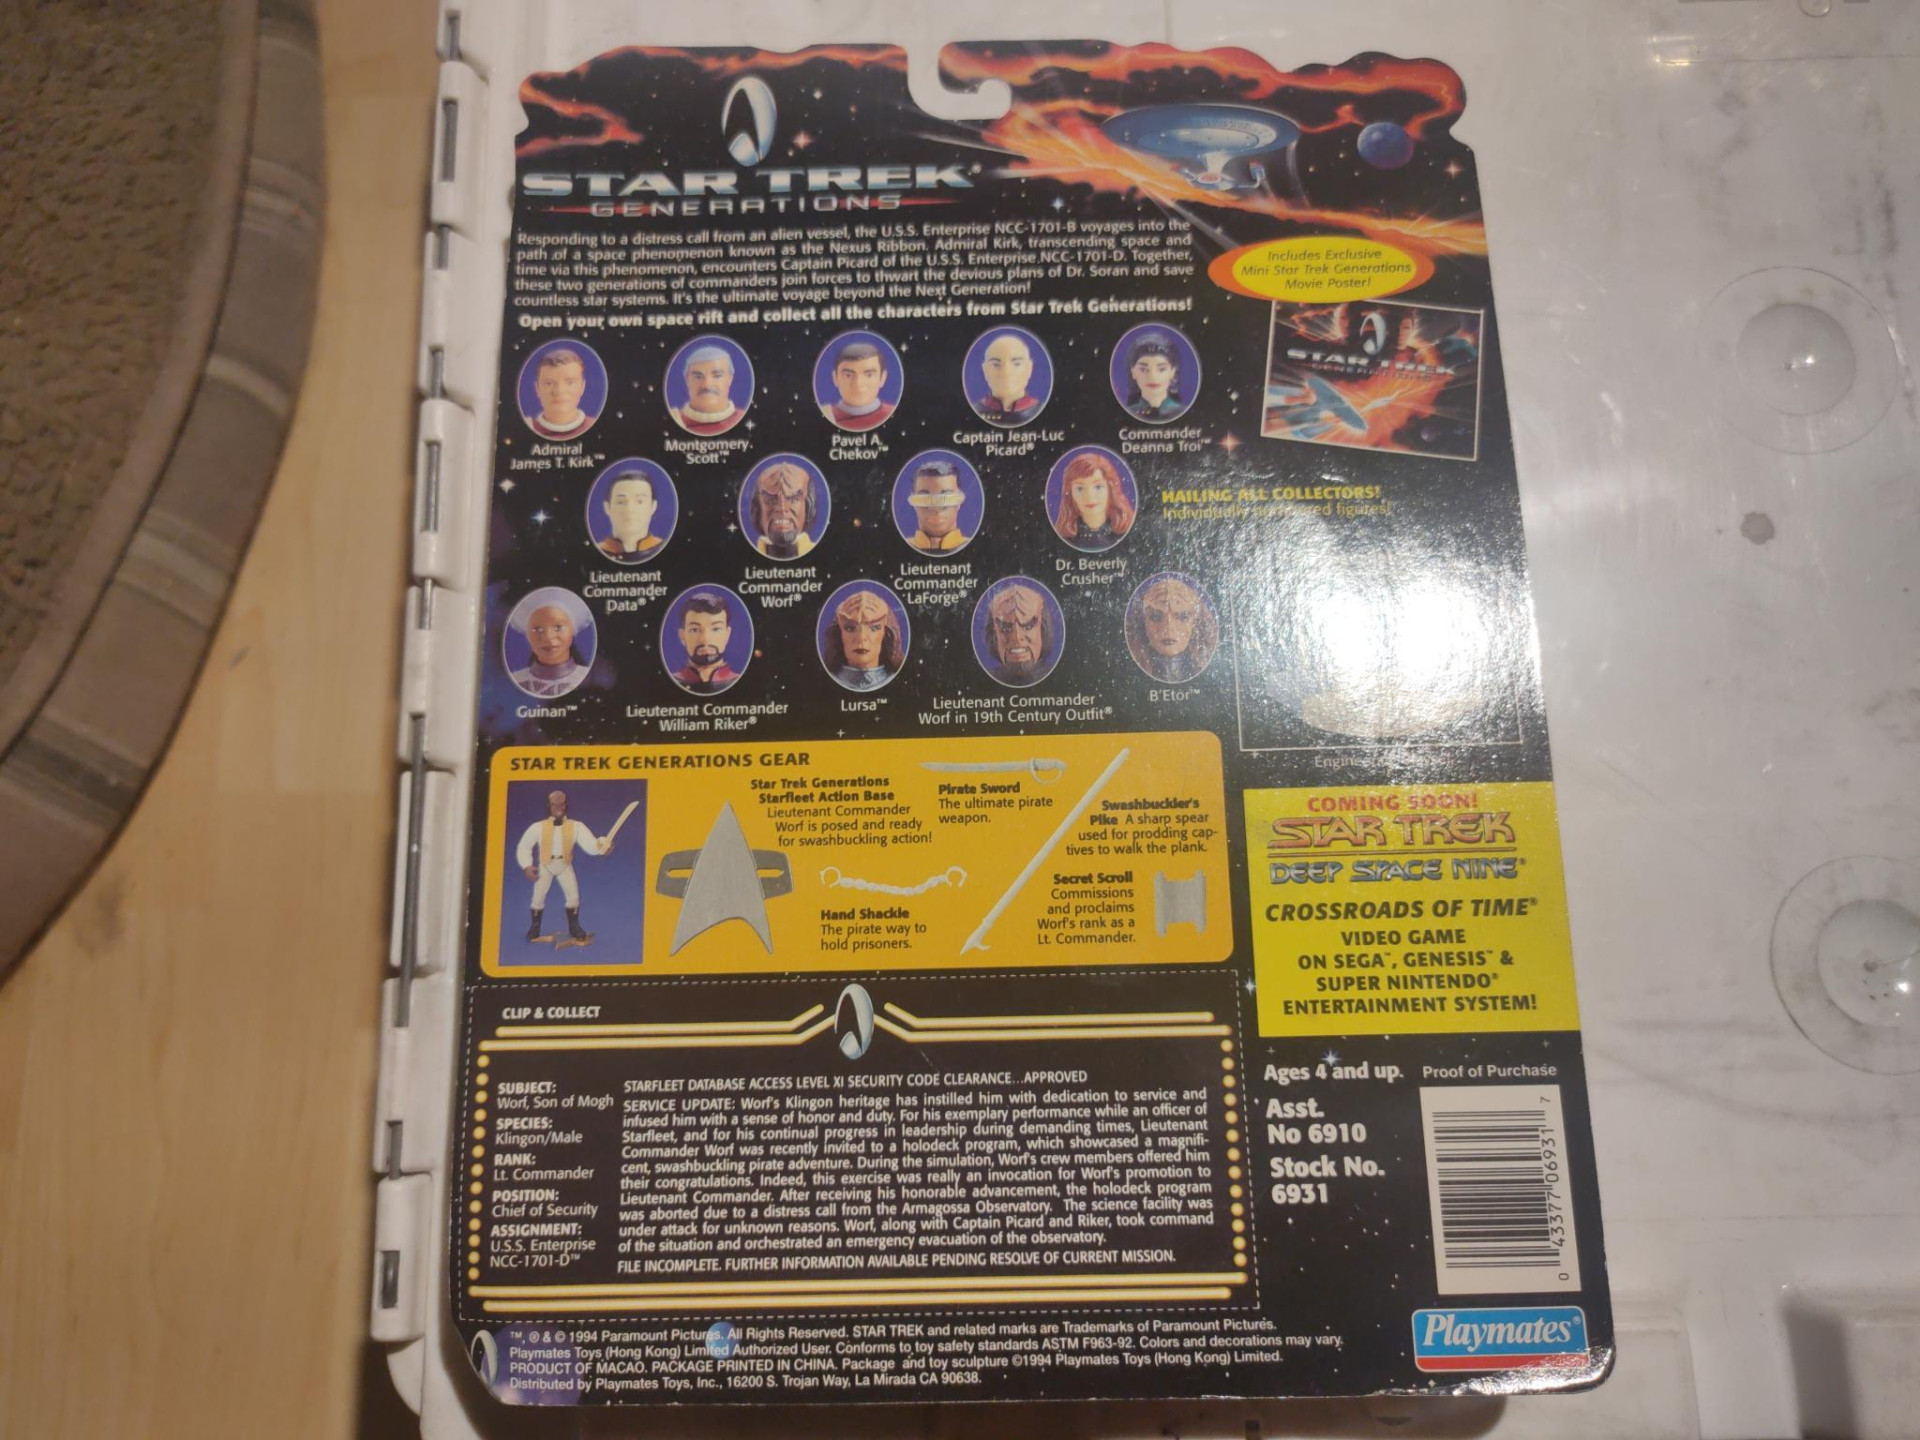 STAR TREK®
GENERATIONS
Responding to a distress call from an alien vessel, the U.S.S. Enterprise NCC-1701-B voyages into the
path of a space phenomenon known as the Nexus Ribbon. Admiral Kirk, transcending space and
time via this phenomenon, encounters Captain Picard of the U.S.S. Enterprise NCC-1701-D. Together,
these two generations of commanders join forces to thwart the devious plans of Dr. Soran and save
countless star systems. It's the ultimate voyage beyond the Next Generation!
Open your own space rift and collect all the characters from Star Trek Generations!
Includes Exclusive
Mini Star Trek Generations
Movie Poster!
STAR TREK
GENERATIONS
Admiral
James T. Kirk™
Montgomery
Scott™
Pavel A.
Chekov™
Captain Jean-Luc
Picard®
Commander
Deanna Troi™
Lieutenant
Commander
Data®
Lieutenant
Commander
Worf®
Lieutenant
Commander
LaForge®
Dr. Beverly
Crusher™
Guinan™
Lieutenant Commander
William Riker®
Lursa™
Lieutenant Commander
Worf in 19th Century Outfit®
B'Etor™
HAILING ALL COLLECTORS!
Individually numbered figures!
STAR TREK GENERATIONS GEAR
Star Trek Generations
Starfleet Action Base
Lieutenant Commander
Worf is posed and ready
for swashbuckling action!
Pirate Sword
The ultimate pirate
weapon.
Swashbuckler's
Pike A sharp spear
used for prodding cap-
tives to walk the plank.
Hand Shackle
The pirate way to
hold prisoners.
Secret Scroll
Commissions
and proclaims
Worf's rank as a
Lt. Commander.
COMING SOON!
STAR TREK
DEEP SPACE NINE®
CROSSROADS OF TIME®
VIDEO GAME
ON SEGA™, GENESIS™ &
SUPER NINTENDO®
ENTERTAINMENT SYSTEM!
CLIP & COLLECT
SUBJECT:
Worf, Son of Mogh
SPECIES:
Klingon/Male
RANK:
Lt. Commander
POSITION:
Chief of Security
ASSIGNMENT:
U.S.S. Enterprise
NCC-1701-D™
STARFLEET DATABASE ACCESS LEVEL XI SECURITY CODE CLEARANCE...APPROVED
SERVICE UPDATE: Worf's Klingon heritage has instilled him with dedication to service and
infused him with a sense of honor and duty. For his exemplary performance while an officer of
Starfleet, and for his continual progress in leadership during demanding times, Lieutenant
Commander Worf was recently invited to a holodeck program, which showcased a magnifi-
cent, swashbuckling pirate adventure. During the simulation, Worf's crew members offered him
their congratulations. Indeed, this exercise was really an invocation for Worf's promotion to
Lieutenant Commander. After receiving his honorable advancement, the holodeck program
was aborted due to a distress call from the Armagossa Observatory. The science facility was
under attack for unknown reasons. Worf, along with Captain Picard and Riker, took command
of the situation and orchestrated an emergency evacuation of the observatory.
FILE INCOMPLETE. FURTHER INFORMATION AVAILABLE PENDING RESOLVE OF CURRENT MISSION.
Ages 4 and up.
Proof of Purchase
Asst.
No 6910
Stock No.
6931
0 43377 06931 7
™, ® & © 1994 Paramount Pictures. All Rights Reserved. STAR TREK and related marks are Trademarks of Paramount Pictures.
Playmates Toys (Hong Kong) Limited Authorized User. Conforms to toy safety standards ASTM F963-92. Colors and decorations may vary.
PRODUCT OF MACAO. PACKAGE PRINTED IN CHINA. Package and toy sculpture ©1994 Playmates Toys (Hong Kong) Limited.
Distributed by Playmates Toys, Inc., 16200 S. Trojan Way, La Mirada CA 90638.
Playmates®